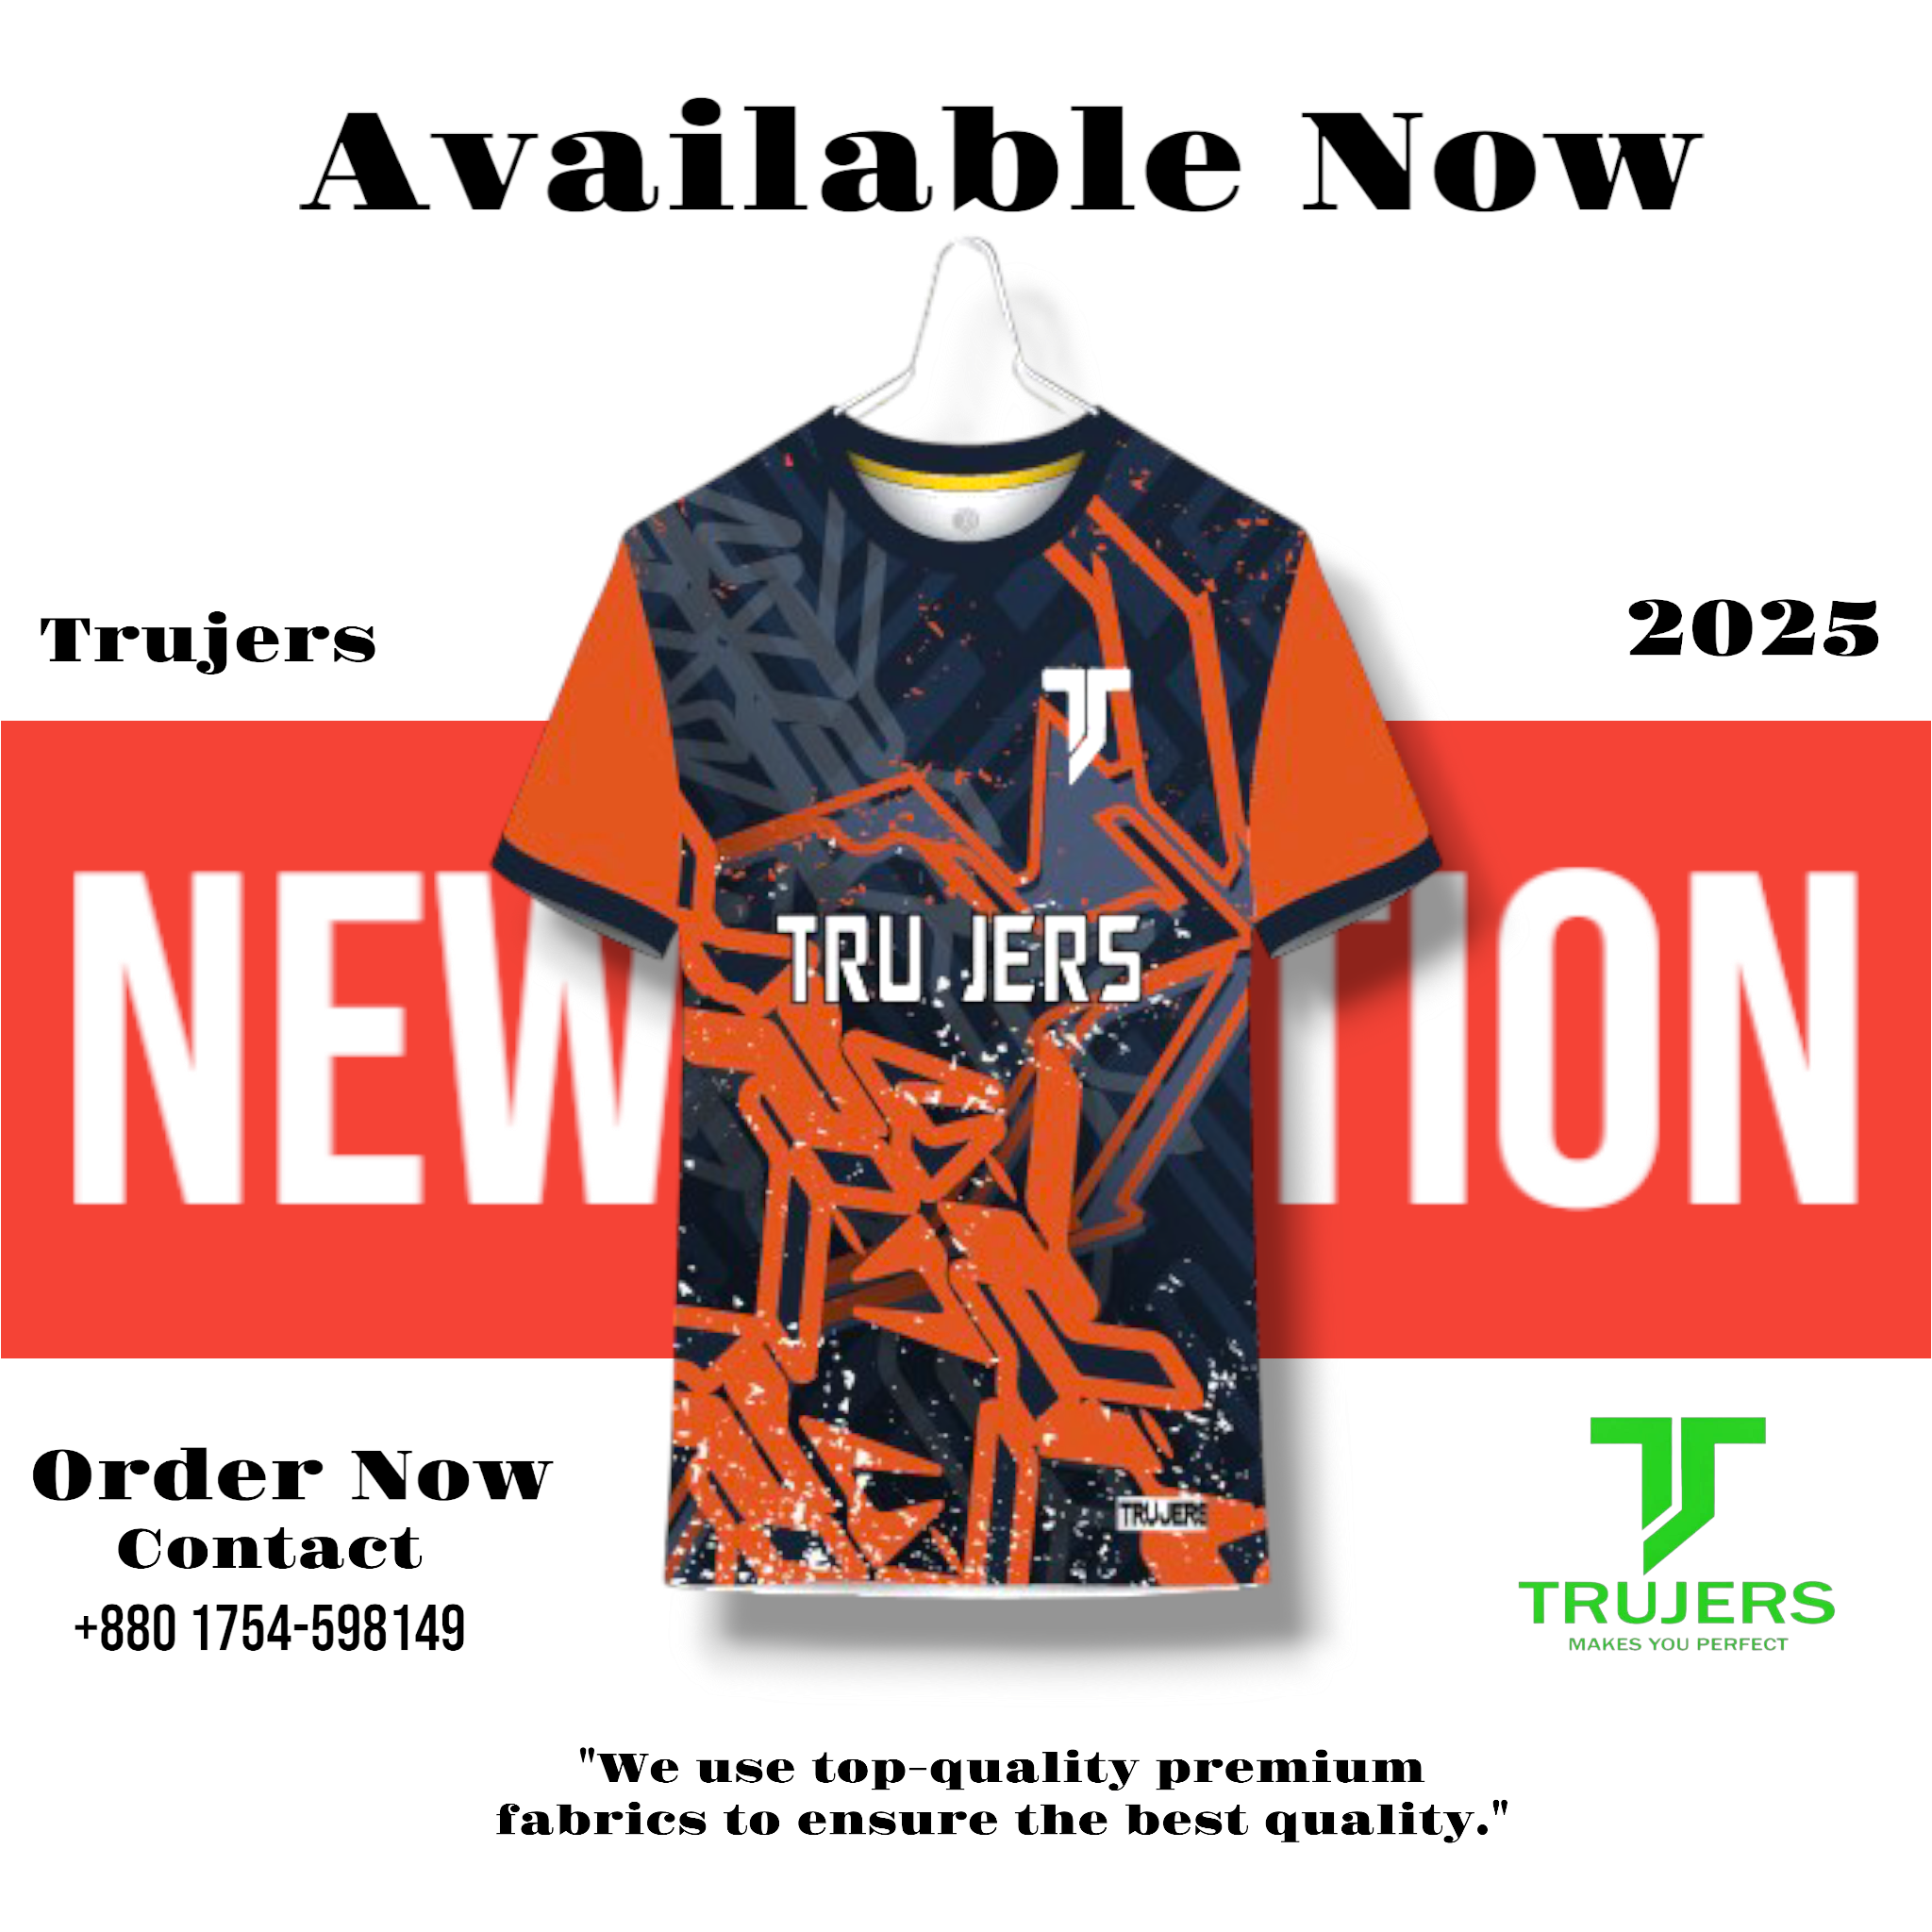 Available Now
Trujers
2025
NEW TION
TRU JERS
TRUJERS
Order Now
Contact
+880 1754-598149
TRUJERS
MAKES YOU PERFECT
"We use top-quality premium
fabrics to ensure the best quality."